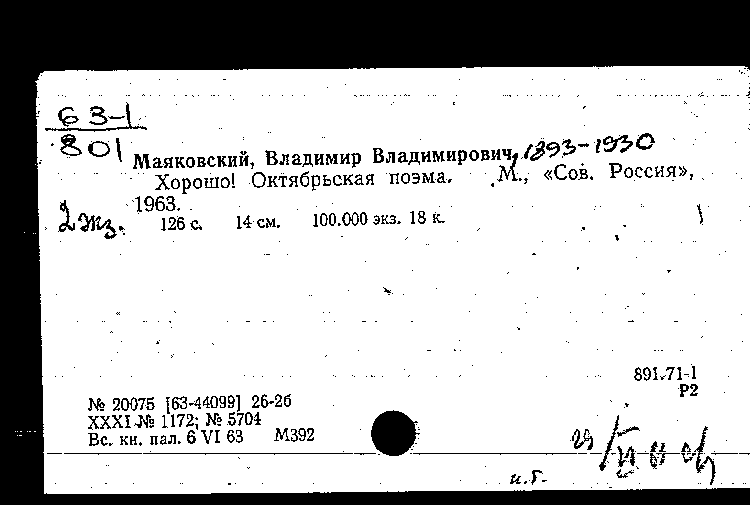 63-1
801
Маяковский, Владимир Владимирович, 1893-1930
Хорошо! Октябрьская поэма. М., «Сов. Россия»,
1963.
2 экз. 126 с. 14 см. 100.000 экз. 18 к.
891.71-1
Р2
№ 20075 [63-44099] 26-26
XXXI № 1172; № 5704
Вс. кн. пал. 6 VI 63 М392
и.г.